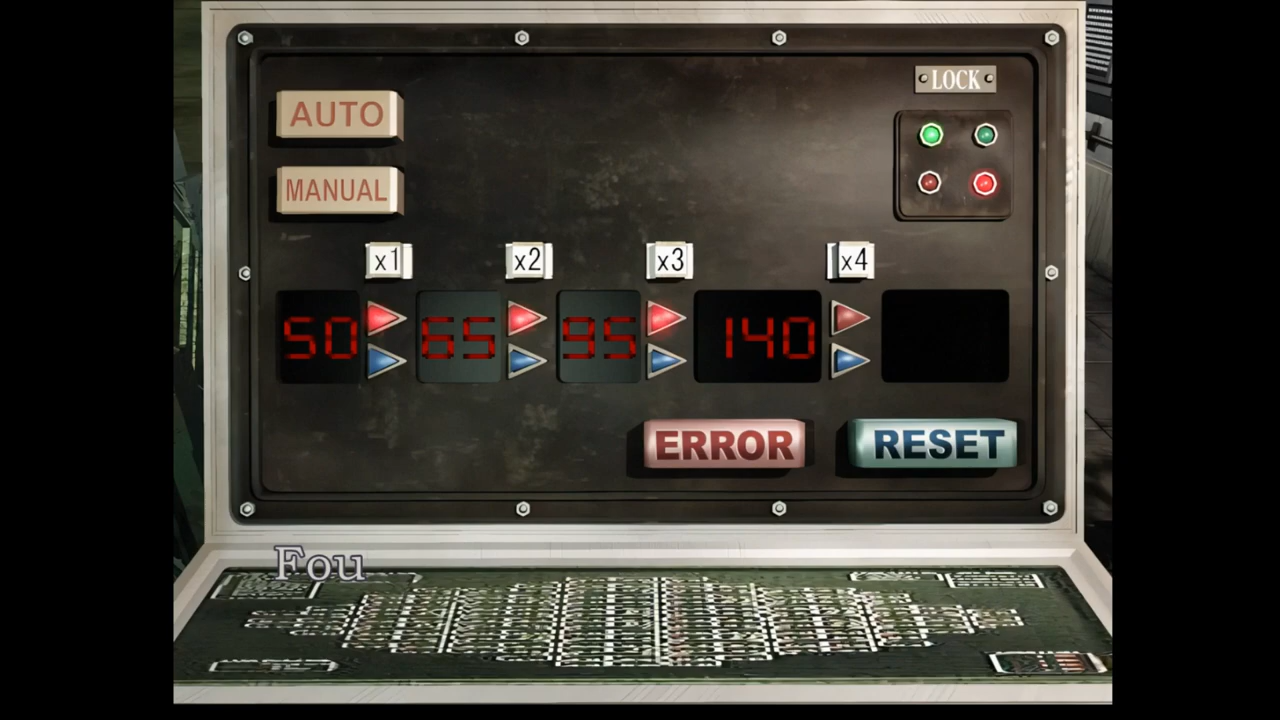 LOCK
AUTO
MANUAL
x1 x2 x3 x4
50 65 95 140
ERROR RESET
Fou